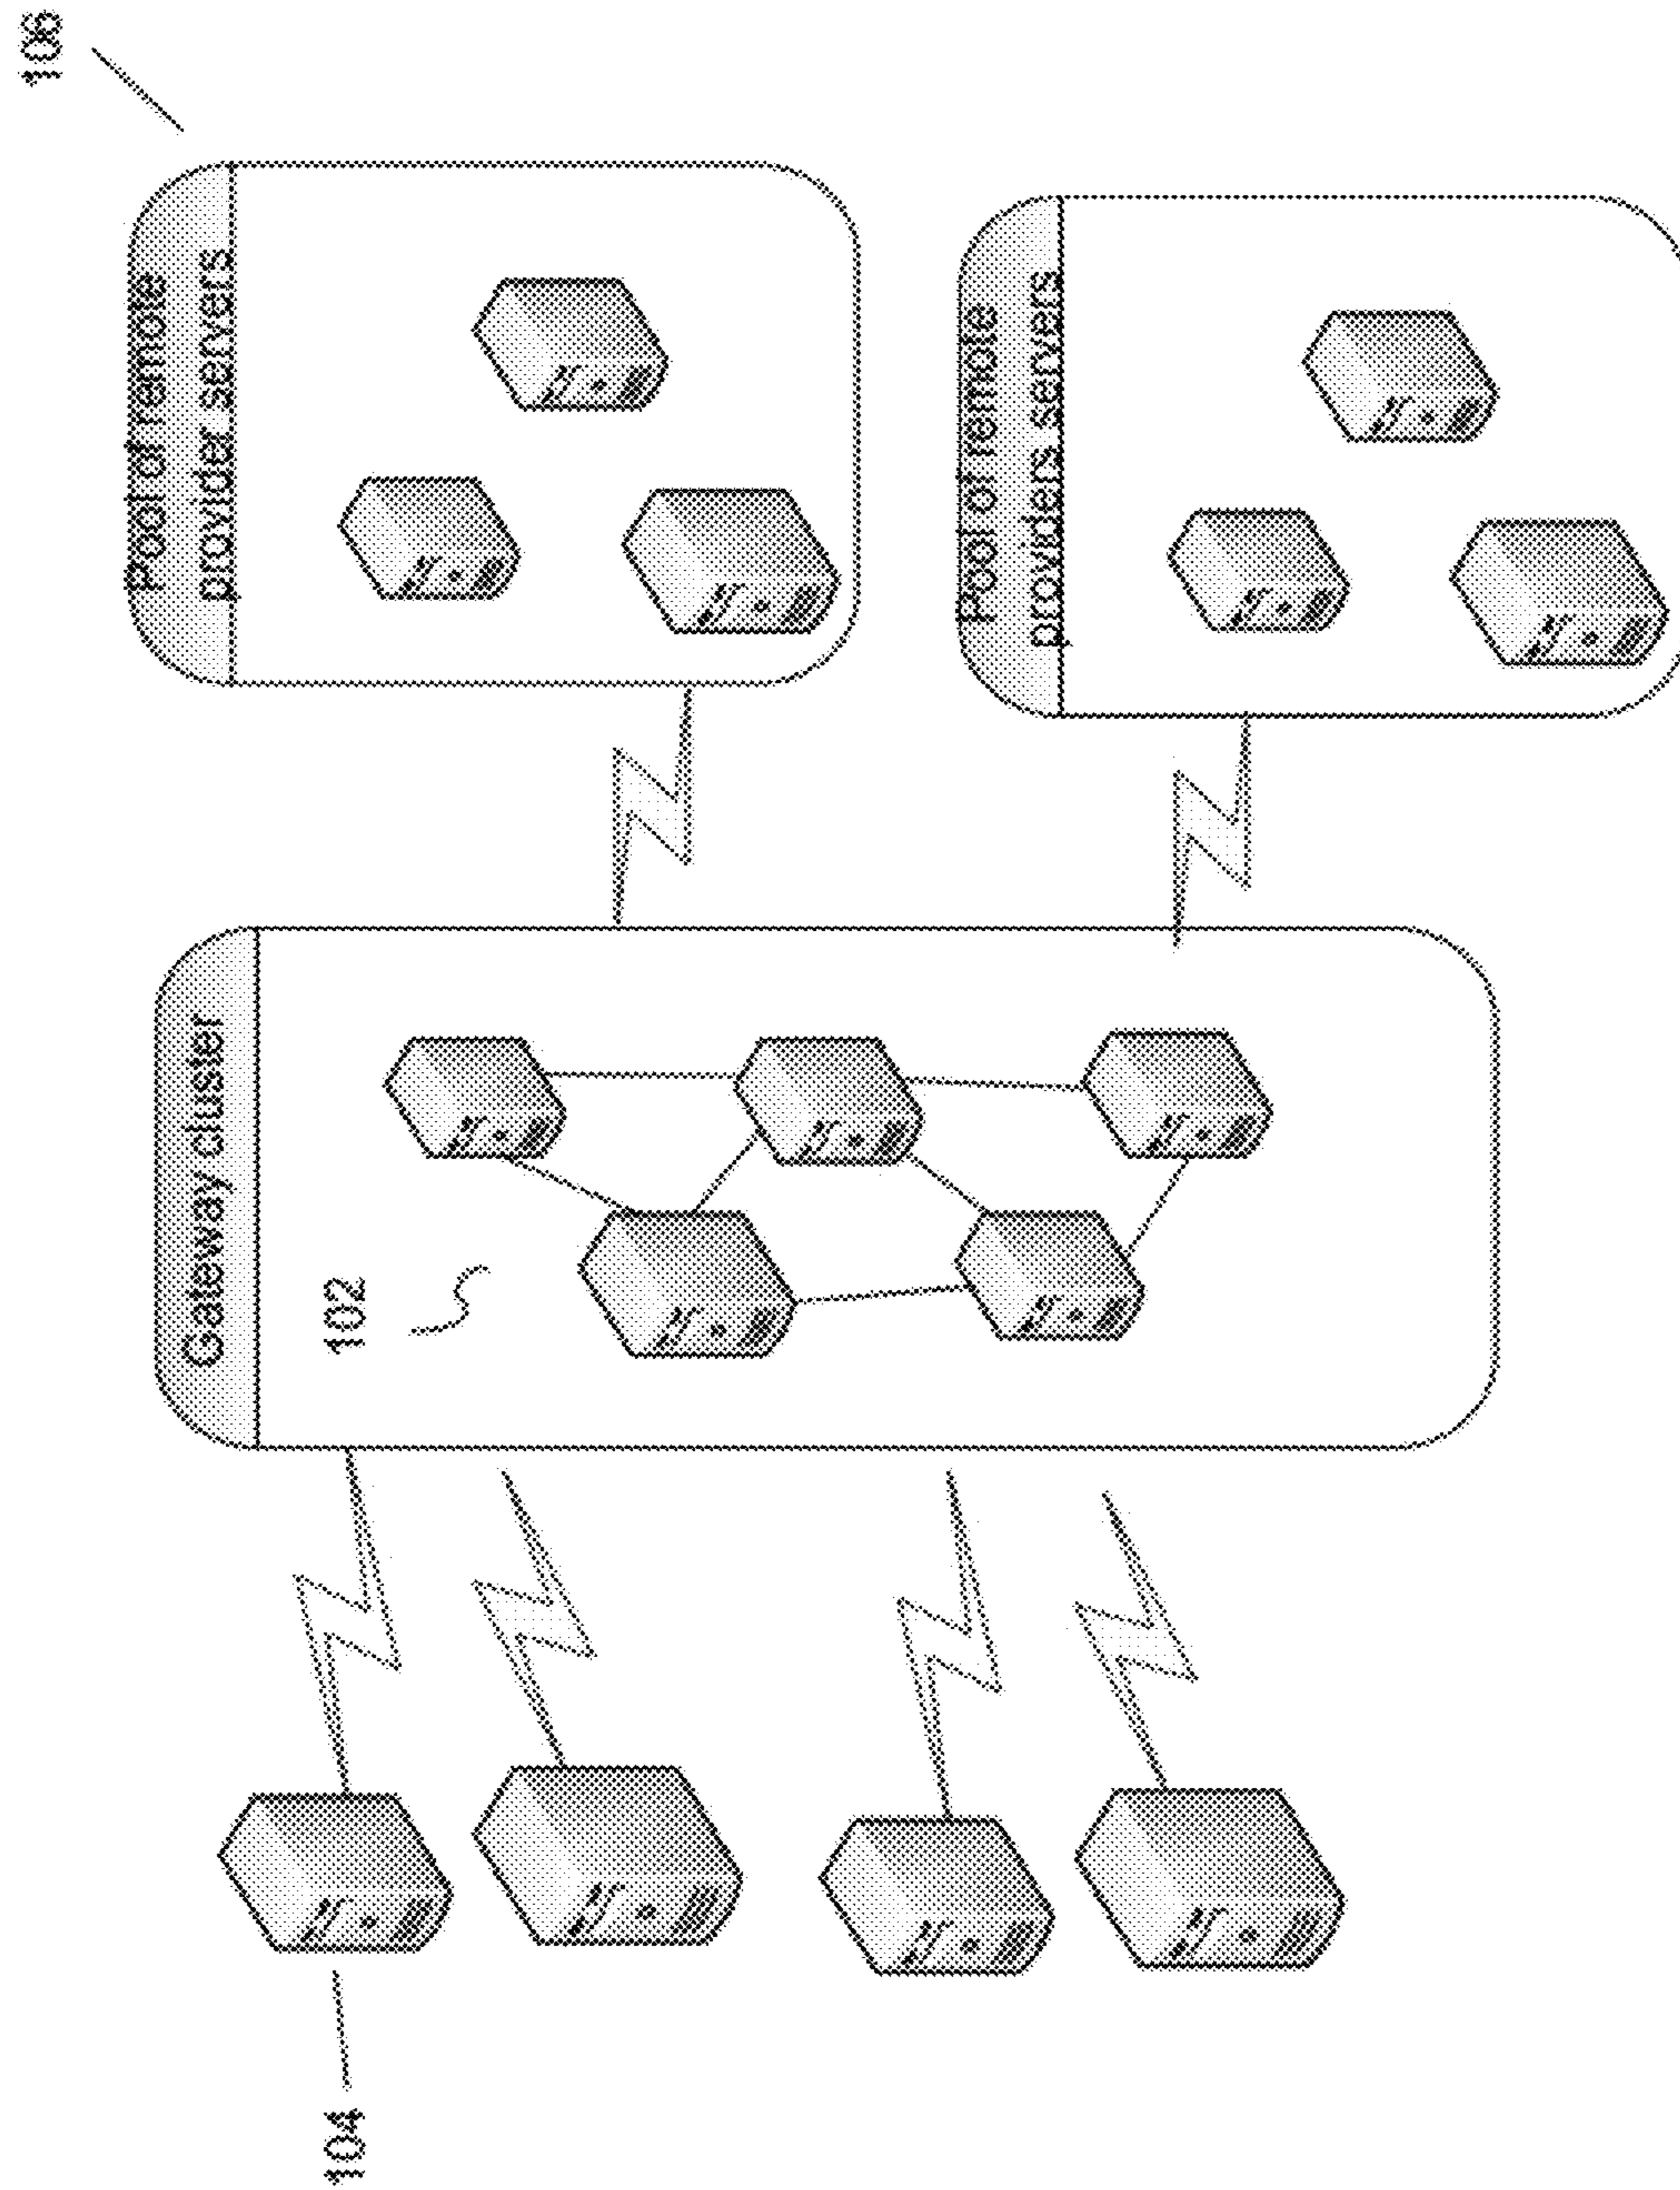 106
Pool of remote
provider servers
Pool of remote
providers servers
Gateway cluster
102
104